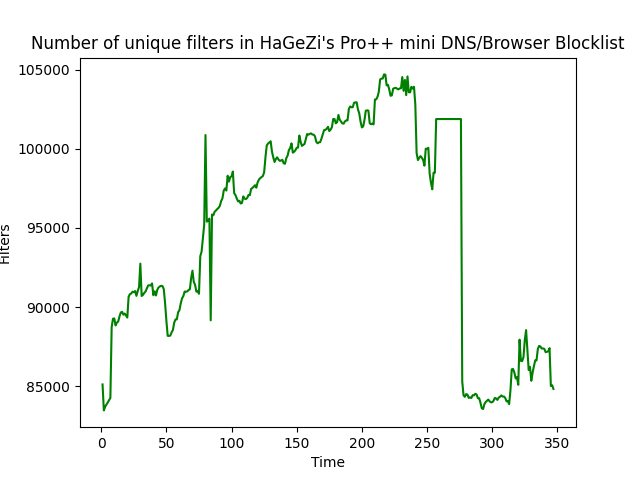 Number of unique filters in HaGeZi's Pro++ mini DNS/Browser Blocklist
105000
100000
95000
90000
85000
Filters
0 50 100 150 200 250 300 350
Time